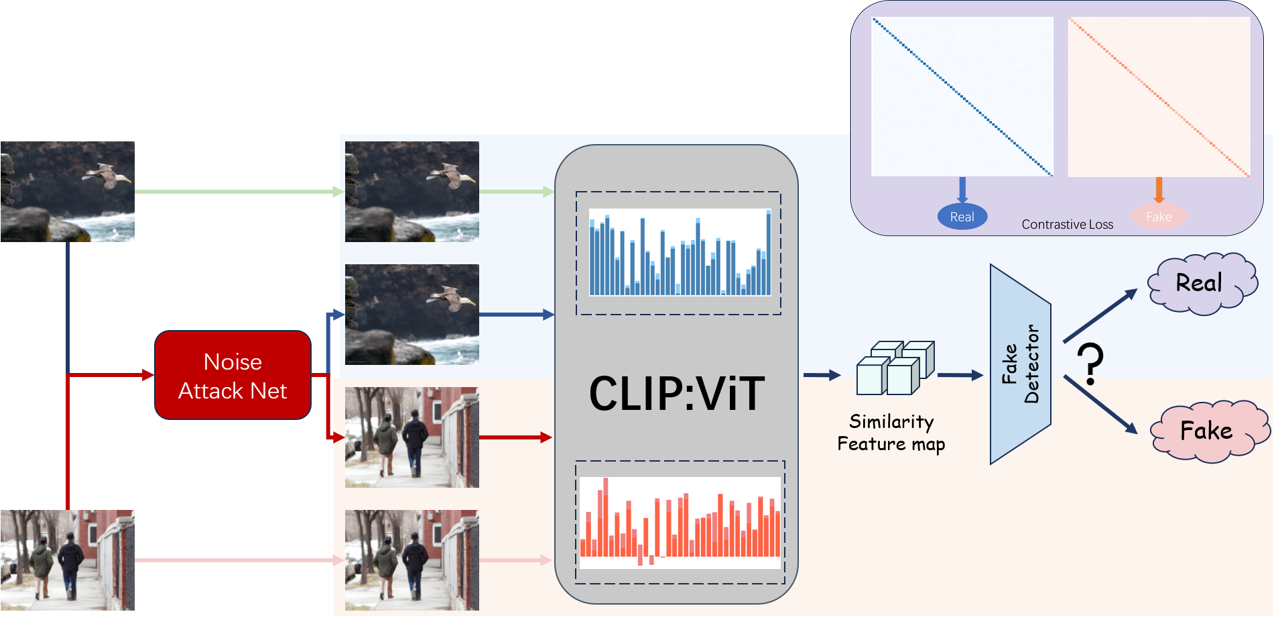 Real
Fake
Contrastive Loss
Noise
Attack Net
CLIP:ViT
Similarity
Feature map
Fake
Detector
?
Real
Fake